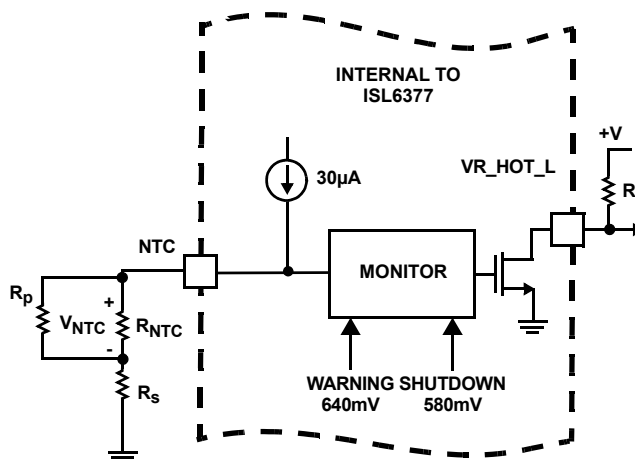 INTERNAL TO
ISL6377
+V
VR_HOT_L
30µA
R
NTC
MONITOR
Rp
+
VNTC
RNTC
-
Rs
WARNING SHUTDOWN
640mV 580mV